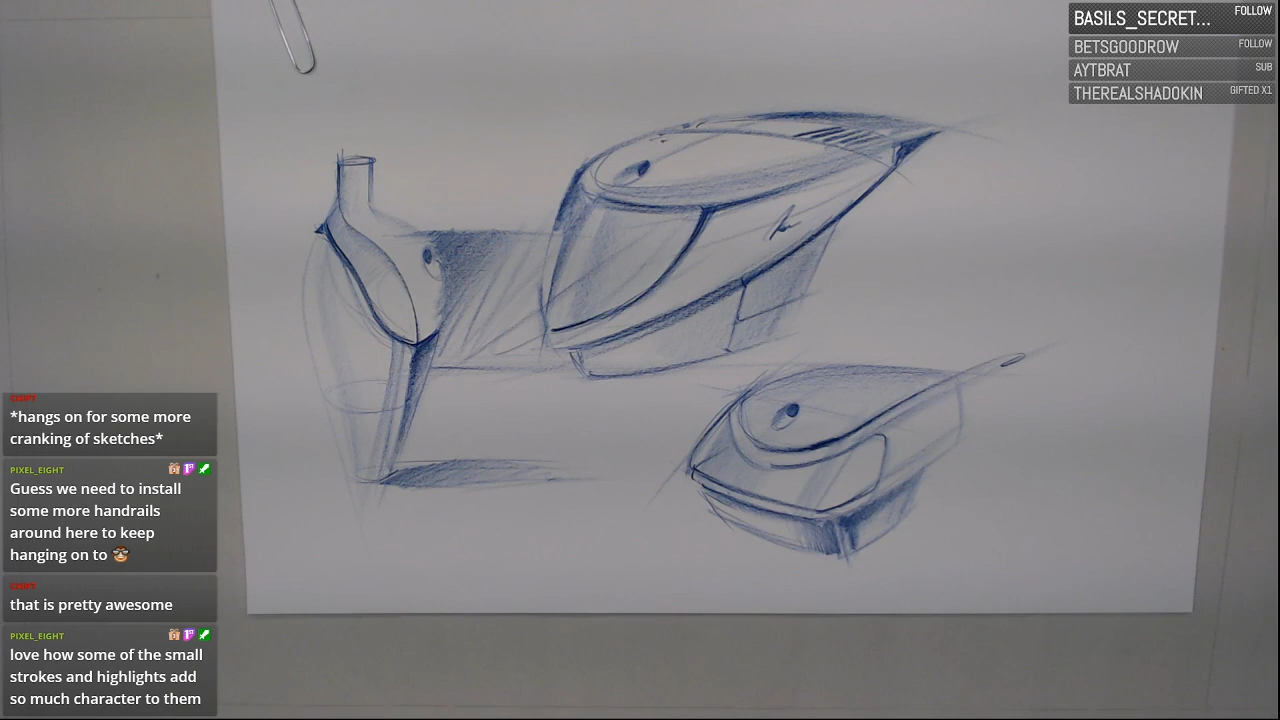 BASILS_SECRET... FOLLOW
BETSGOODROW FOLLOW
AYTBRAT SUB
THEREALSHADOKIN GIFTED X1
*hangs on for some more
cranking of sketches*
PIXEL_EIGHT
Guess we need to install
some more handrails
around here to keep
hanging on to
that is pretty awesome
PIXEL_EIGHT
love how some of the small
strokes and highlights add
so much character to them